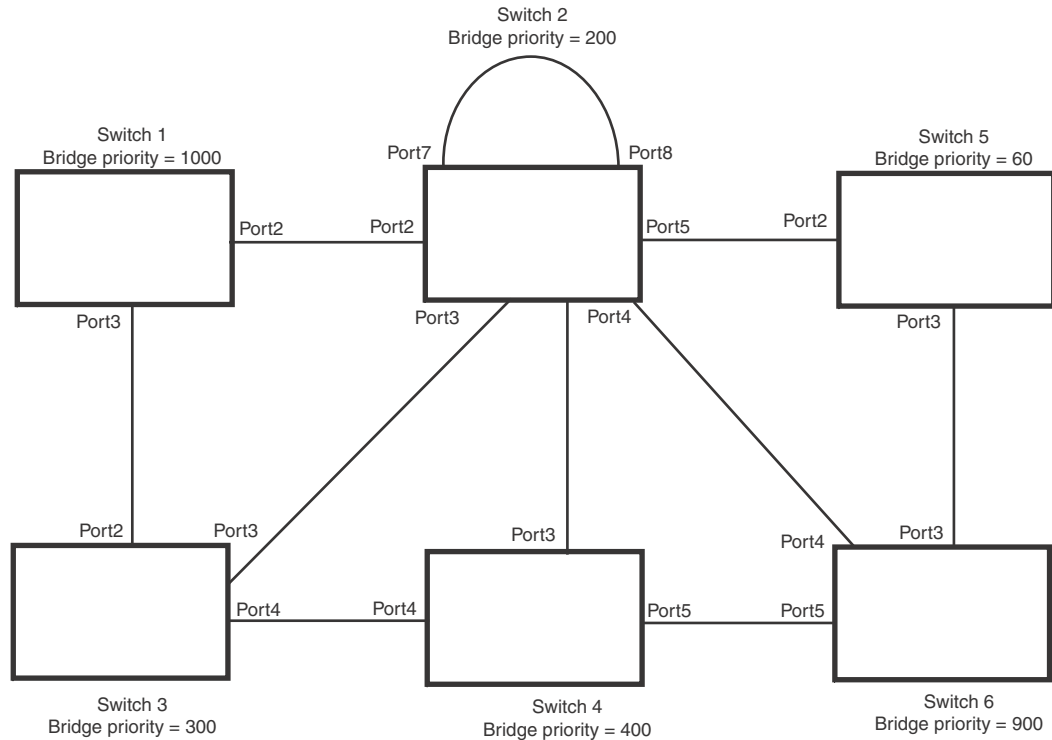 Switch 2
Bridge priority = 200
Switch 1
Bridge priority = 1000
Port7
Port8
Switch 5
Bridge priority = 60
Port2
Port2
Port5
Port2
Port3
Port3
Port4
Port3
Port2
Port3
Port3
Port4
Port3
Port4
Port4
Port5
Port5
Switch 3
Bridge priority = 300
Switch 4
Bridge priority = 400
Switch 6
Bridge priority = 900